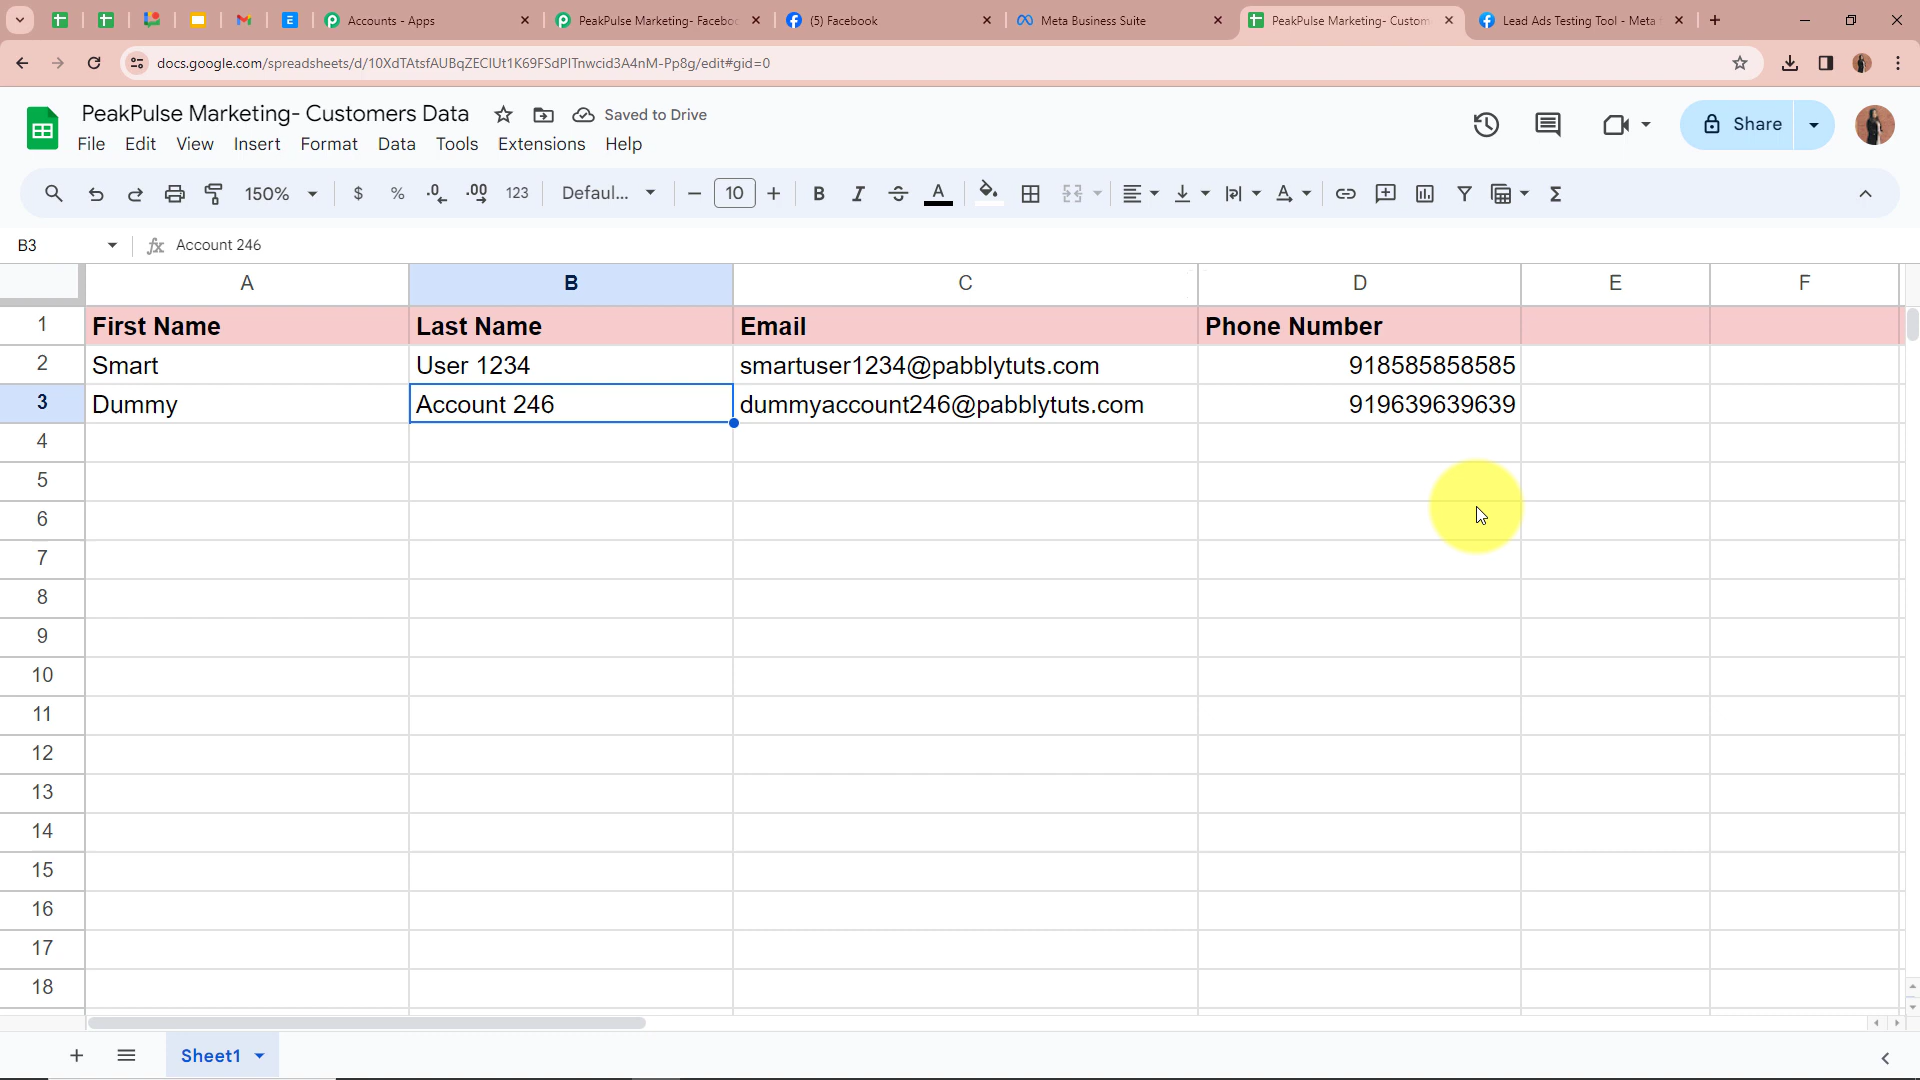 Accounts - Apps
PeakPulse Marketing- Facebo
(5) Facebook
Meta Business Suite
PeakPulse Marketing- Custom
Lead Ads Testing Tool - Meta
docs.google.com/spreadsheets/d/10XdTAtsfAUBqZECIUt1K69FSdPITnwcid3A4nM-Pp8g/edit#gid=0
PeakPulse Marketing- Customers Data
Saved to Drive
File Edit View Insert Format Data Tools Extensions Help
Share
150% $ % .0 .00 123 Defaul... 10 B I A
B3 fx Account 246
A B C D E F
1 First Name Last Name Email Phone Number
2 Smart User 1234 smartuser1234@pabblytuts.com 918585858585
3 Dummy Account 246 dummyaccount246@pabblytuts.com 919639639639
4
5
6
7
8
9
10
11
12
13
14
15
16
17
18
Sheet1